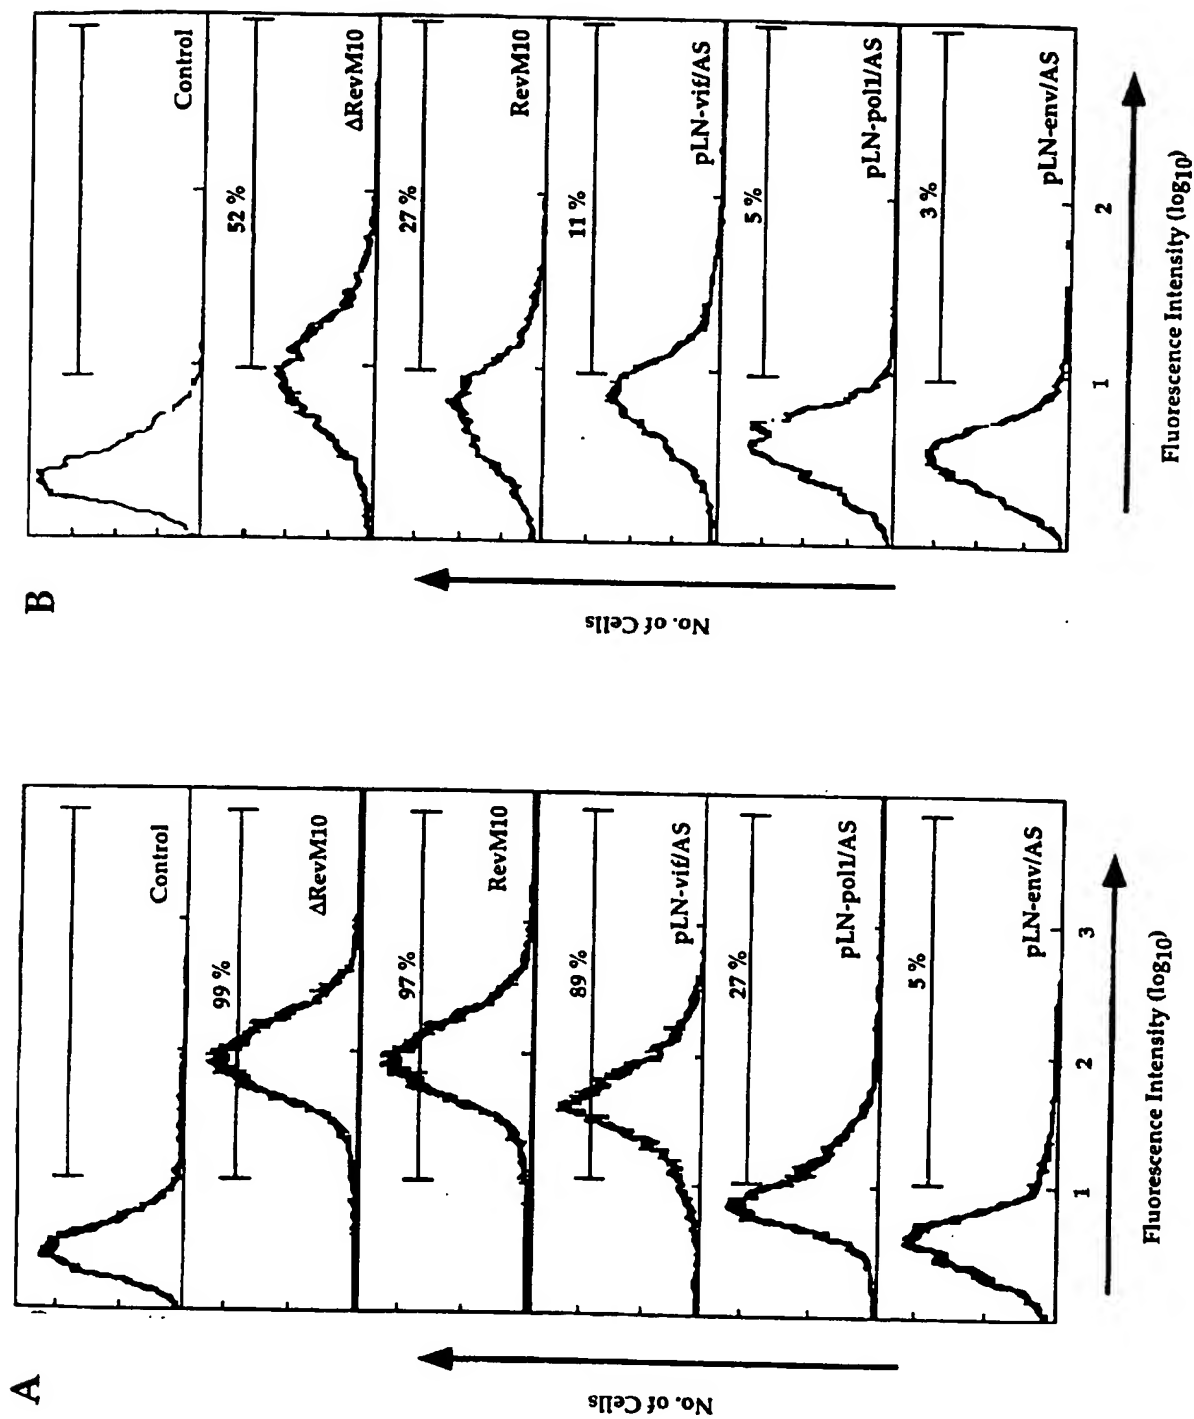 A
No. of Cells
Control
99 %
ΔRevM10
97 %
RevM10
89 %
pLN-vif/AS
27 %
pLN-pol1/AS
5 %
pLN-env/AS
1 2 3
Fluorescence Intensity (log10)
B
No. of Cells
Control
52 %
ΔRevM10
27 %
RevM10
11 %
pLN-vif/AS
5 %
pLN-pol1/AS
3 %
pLN-env/AS
1 2
Fluorescence Intensity (log10)